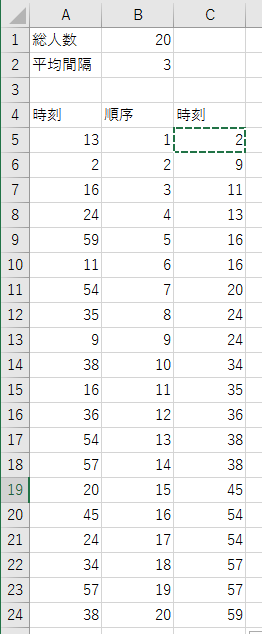 A B C
1 総人数 20
2 平均間隔 3
3
4 時刻 順序 時刻
5 13 1 2
6 2 2 9
7 16 3 11
8 24 4 13
9 59 5 16
10 11 6 16
11 54 7 20
12 35 8 24
13 9 9 24
14 38 10 34
15 16 11 35
16 36 12 36
17 54 13 38
18 57 14 38
19 20 15 45
20 45 16 54
21 24 17 54
22 34 18 57
23 57 19 57
24 38 20 59